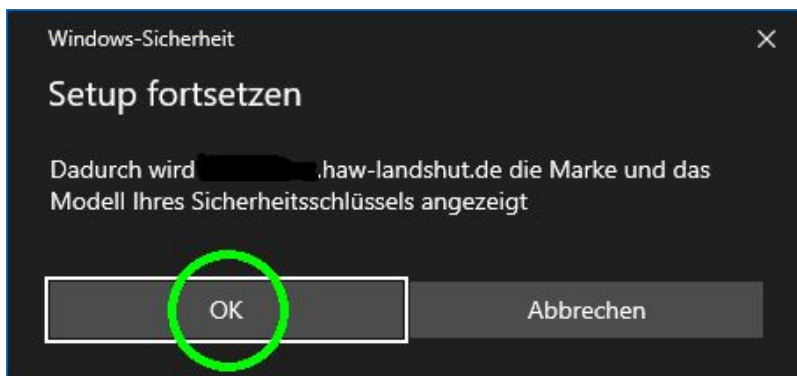 Windows-Sicherheit
Setup fortsetzen
Dadurch wird .haw-landshut.de die Marke und das
Modell Ihres Sicherheitsschlüssels angezeigt
OK
Abbrechen